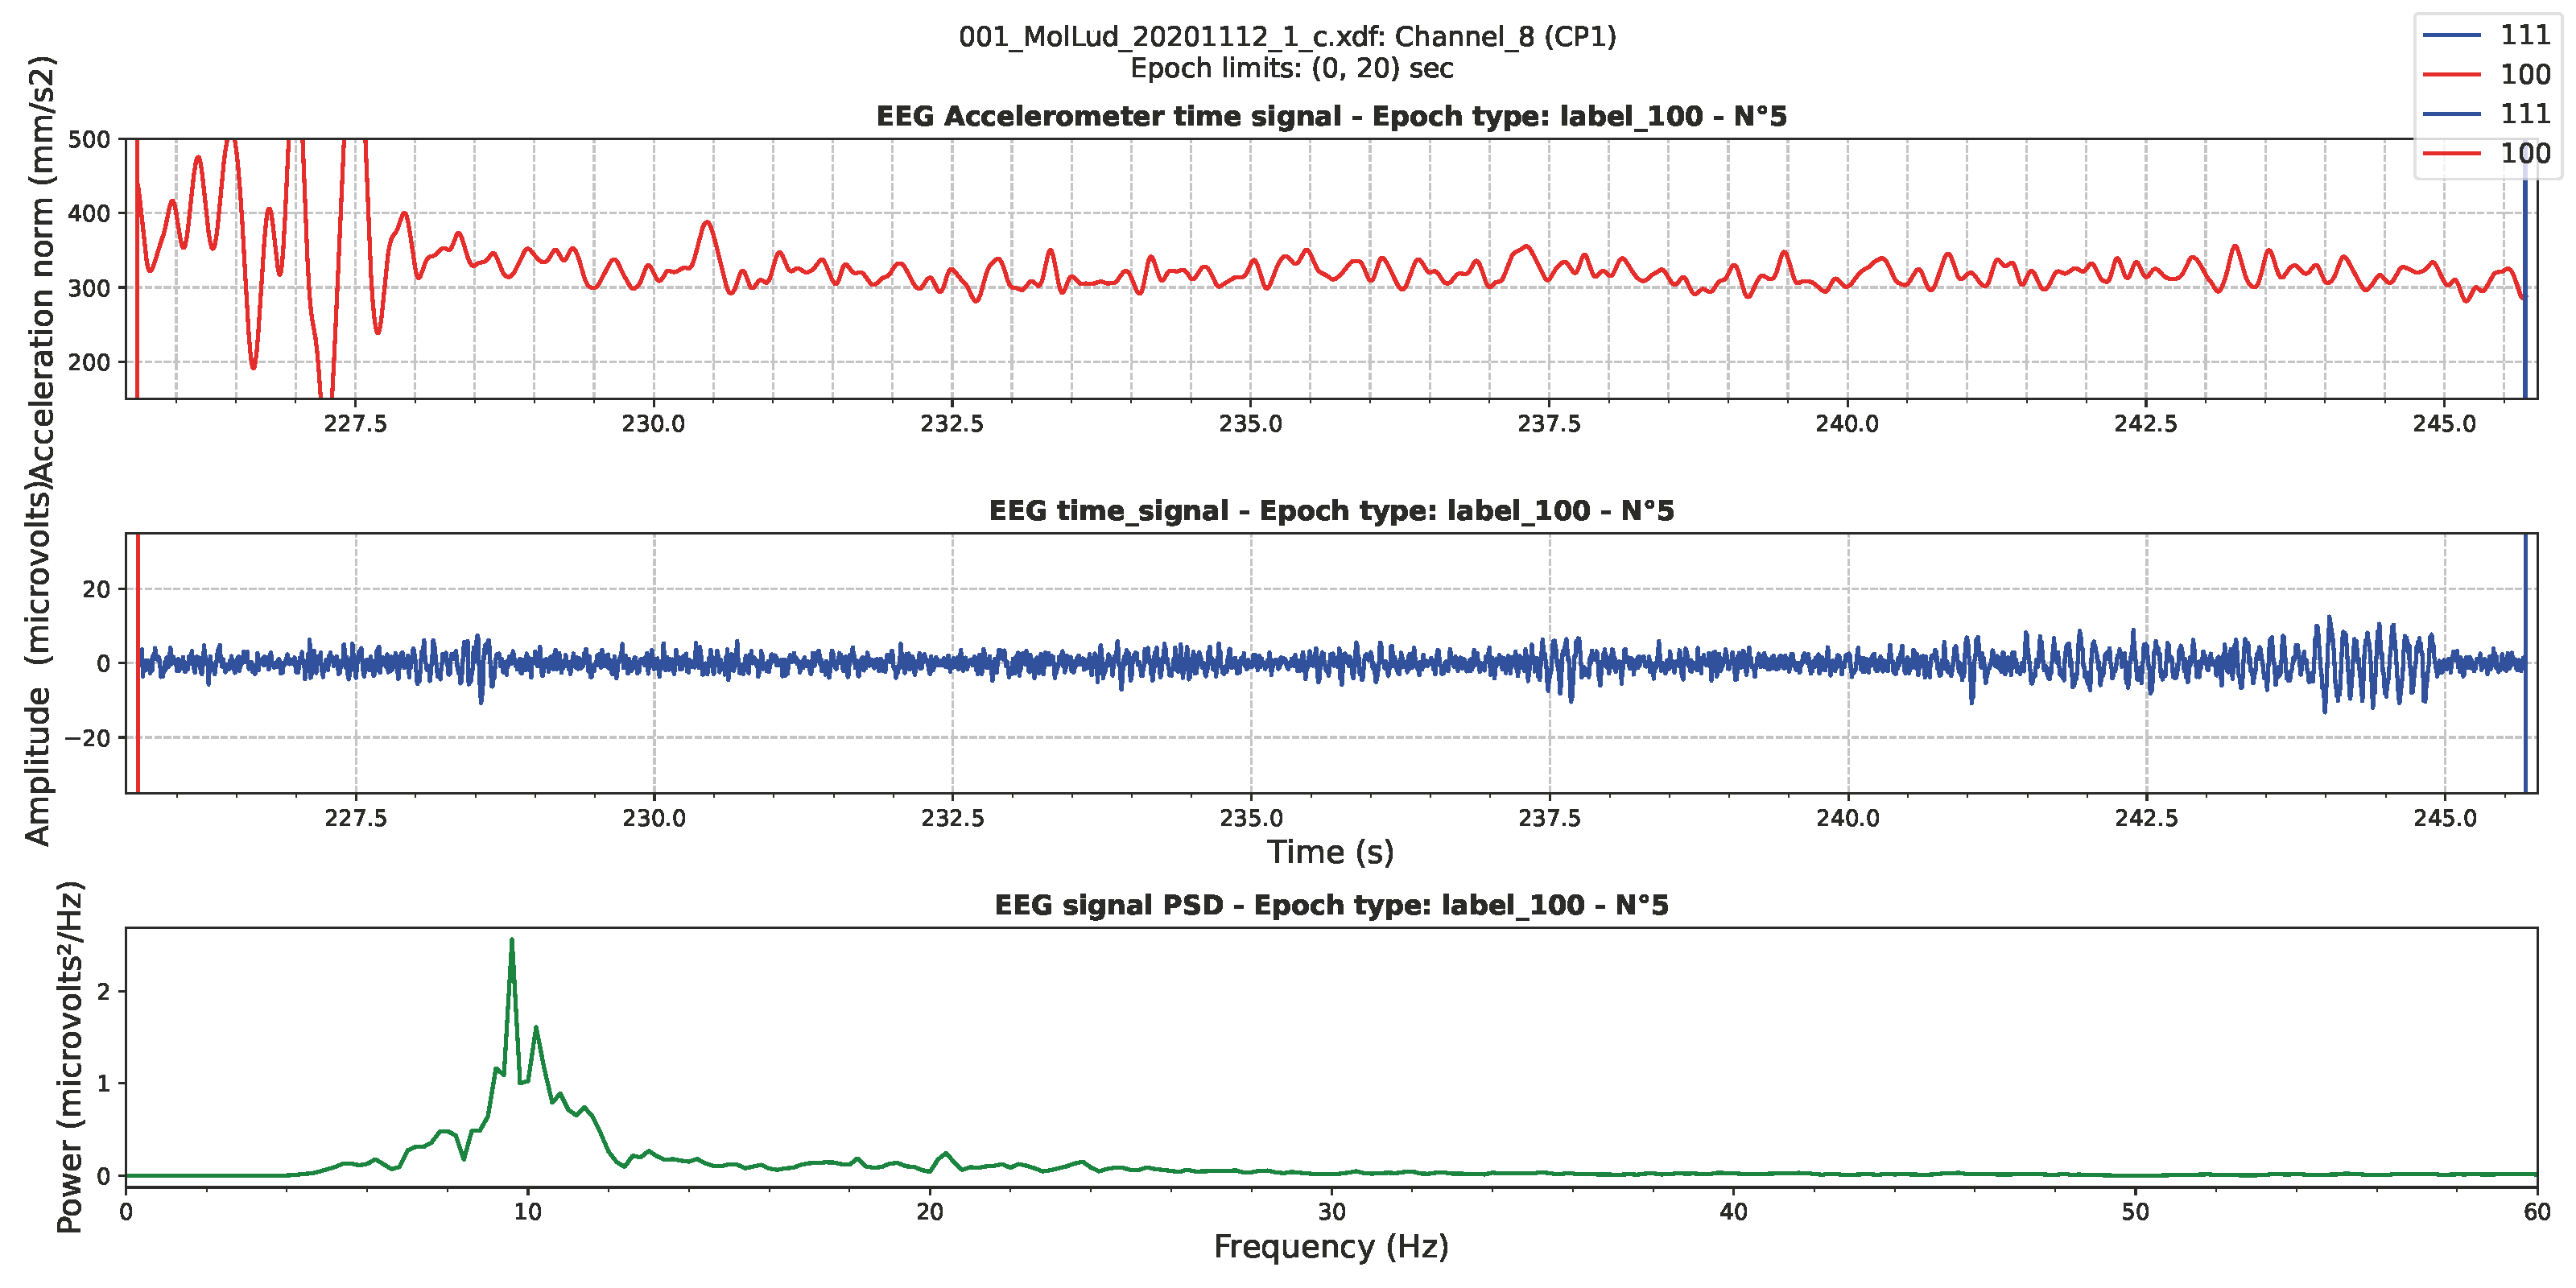 001_MolLud_20201112_1_c.xdf: Channel_8 (CP1)
Epoch limits: (0, 20) sec
111
100
111
100
EEG Accelerometer time signal - Epoch type: label_100 - N°5
Acceleration norm (mm/s2)
500
400
300
200
227.5 230.0 232.5 235.0 237.5 240.0 242.5 245.0
EEG time_signal - Epoch type: label_100 - N°5
Amplitude (microvolts)
20
0
−20
227.5 230.0 232.5 235.0 237.5 240.0 242.5 245.0
Time (s)
EEG signal PSD - Epoch type: label_100 - N°5
Power (microvolts²/Hz)
2
1
0
0 10 20 30 40 50 60
Frequency (Hz)